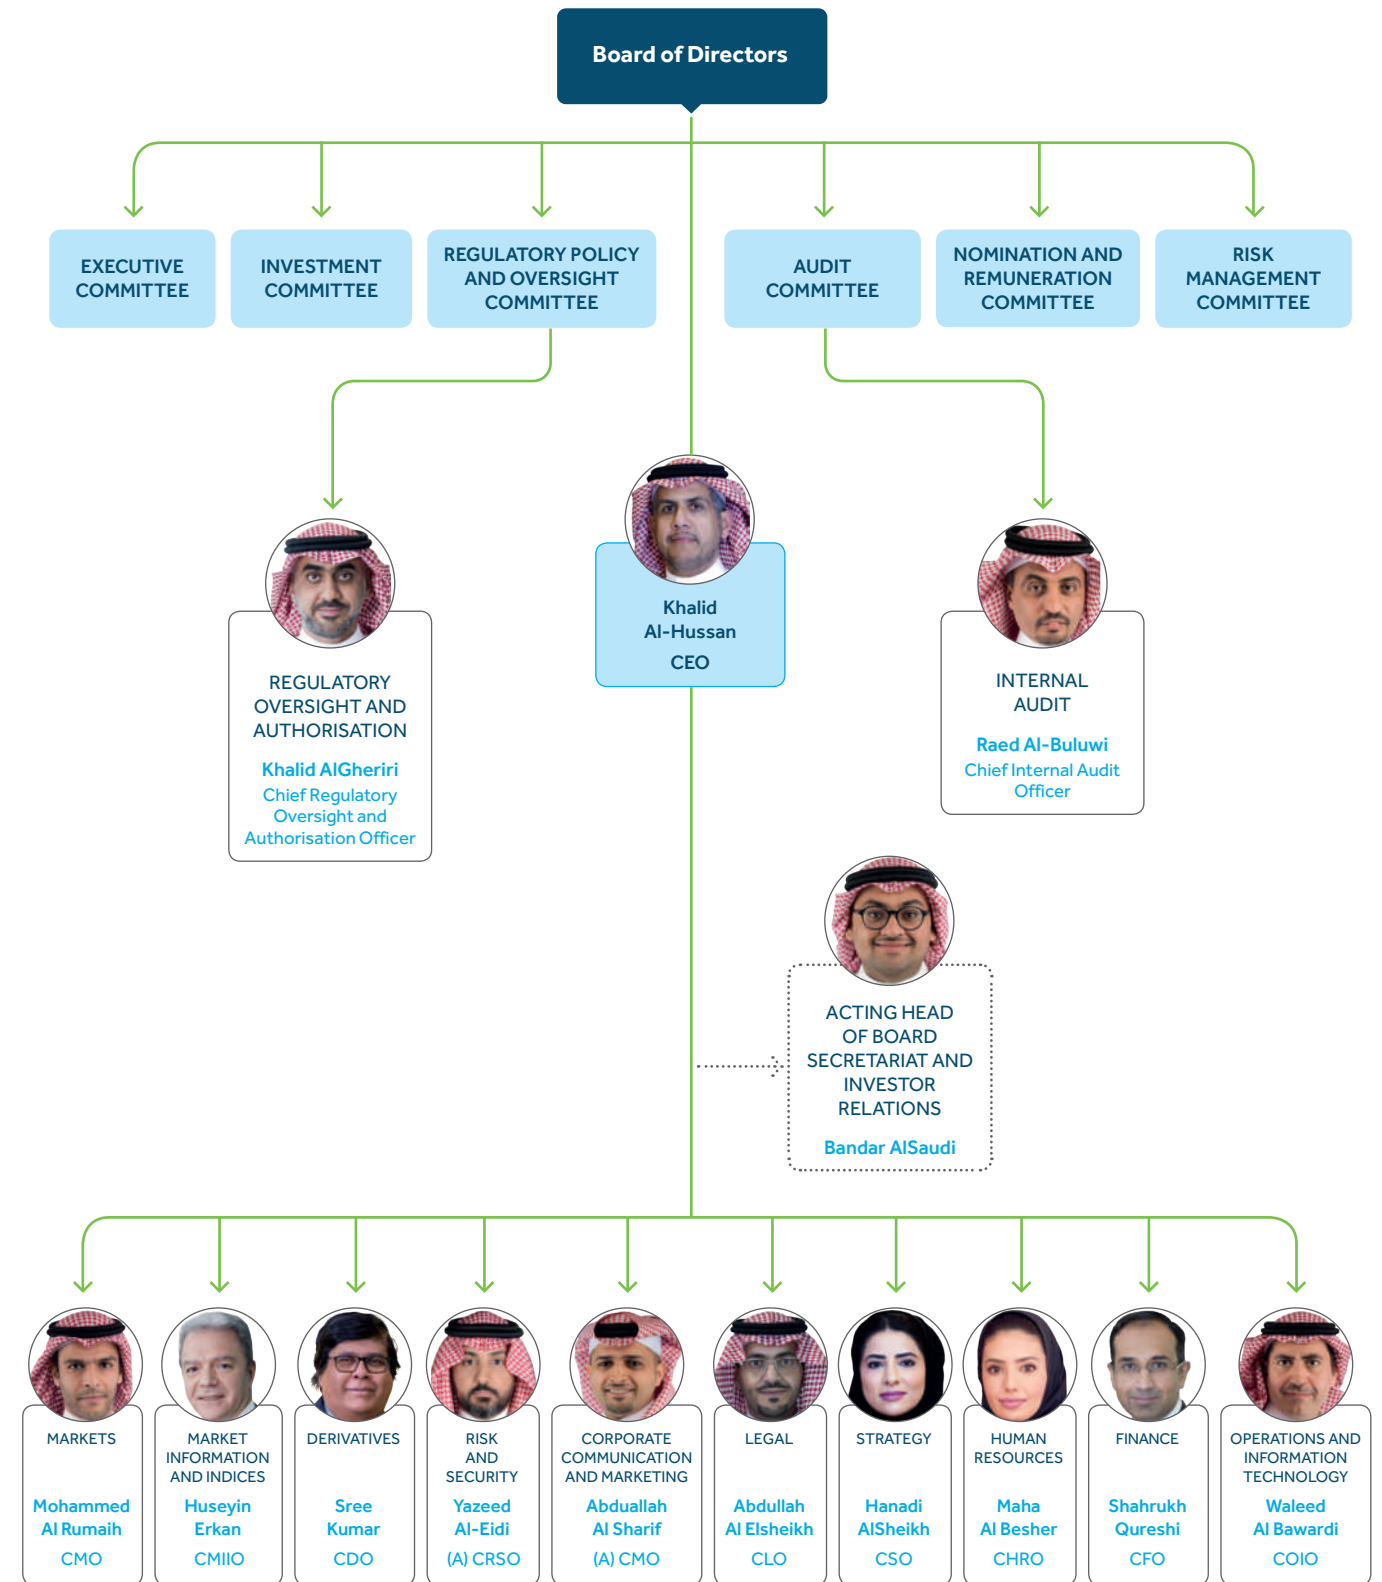 Board of Directors
EXECUTIVE
COMMITTEE
INVESTMENT
COMMITTEE
REGULATORY POLICY
AND OVERSIGHT
COMMITTEE
AUDIT
COMMITTEE
NOMINATION AND
REMUNERATION
COMMITTEE
RISK
MANAGEMENT
COMMITTEE
Khalid
Al-Hussan
CEO
REGULATORY
OVERSIGHT AND
AUTHORISATION
Khalid AlGheriri
Chief Regulatory
Oversight and
Authorisation Officer
INTERNAL
AUDIT
Raed Al-Buluwi
Chief Internal Audit
Officer
ACTING HEAD
OF BOARD
SECRETARIAT AND
INVESTOR
RELATIONS
Bandar AlSaudi
MARKETS
Mohammed
Al Rumaih
CMO
MARKET
INFORMATION
AND INDICES
Huseyin
Erkan
CMIIO
DERIVATIVES
Sree
Kumar
CDO
RISK
AND
SECURITY
Yazeed
Al-Eidi
(A) CRSO
CORPORATE
COMMUNICATION
AND MARKETING
Abduallah
Al Sharif
(A) CMO
LEGAL
Abdullah
Al Elsheikh
CLO
STRATEGY
Hanadi
AlSheikh
CSO
HUMAN
RESOURCES
Maha
Al Besher
CHRO
FINANCE
Shahrukh
Qureshi
CFO
OPERATIONS AND
INFORMATION
TECHNOLOGY
Waleed
Al Bawardi
COIO